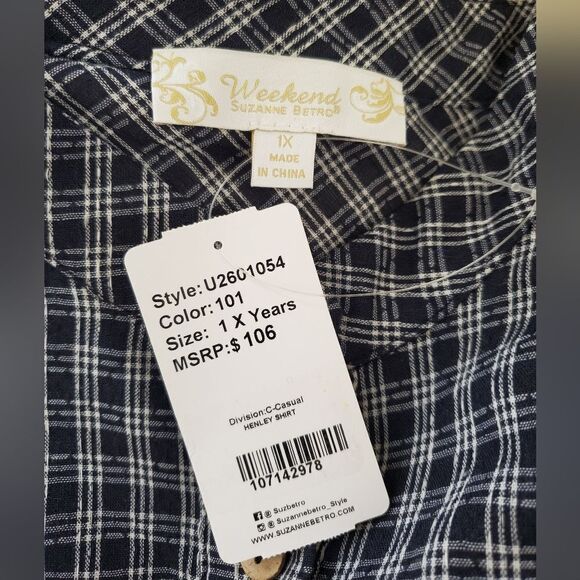 Weekend
SUZANNE BETRO®
1X
MADE
IN CHINA
Style: U2601054
Color: 101
Size: 1 X Years
MSRP:$ 106
Division:C-Casual
HENLEY SHIRT
107142978
@ Suzbetro
@ Suzannebetro_Style
WWW.SUZANNEBETRO.COM